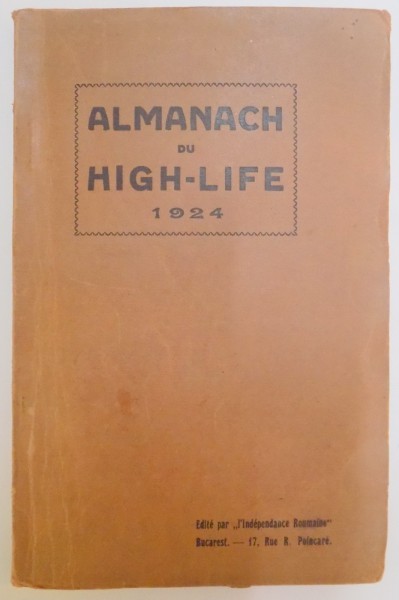 ALMANACH
DU
HIGH-LIFE
1924
Edité par „l'Indépendance Roumaine"
Bucarest. — 17, Rue R. Poincaré.